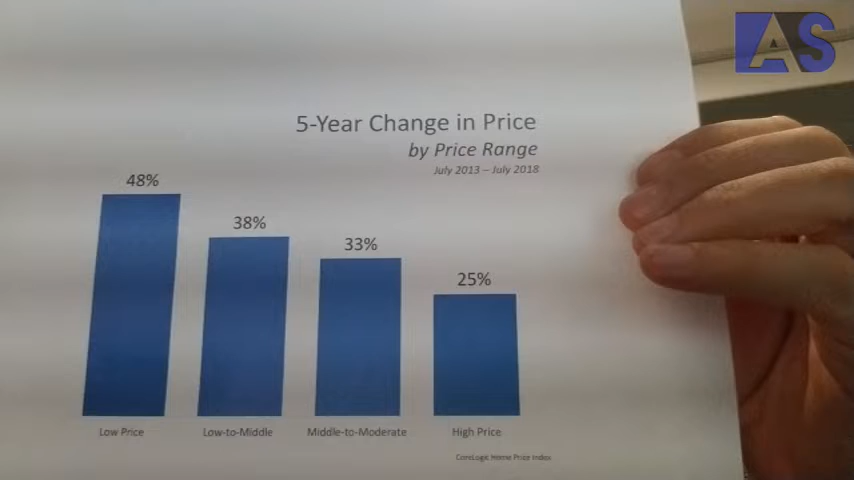 AS
5-Year Change in Price
by Price Range
July 2013 – July 2018
48%
38%
33%
25%
Low Price
Low-to-Middle
Middle-to-Moderate
High Price
CoreLogic Home Price Index